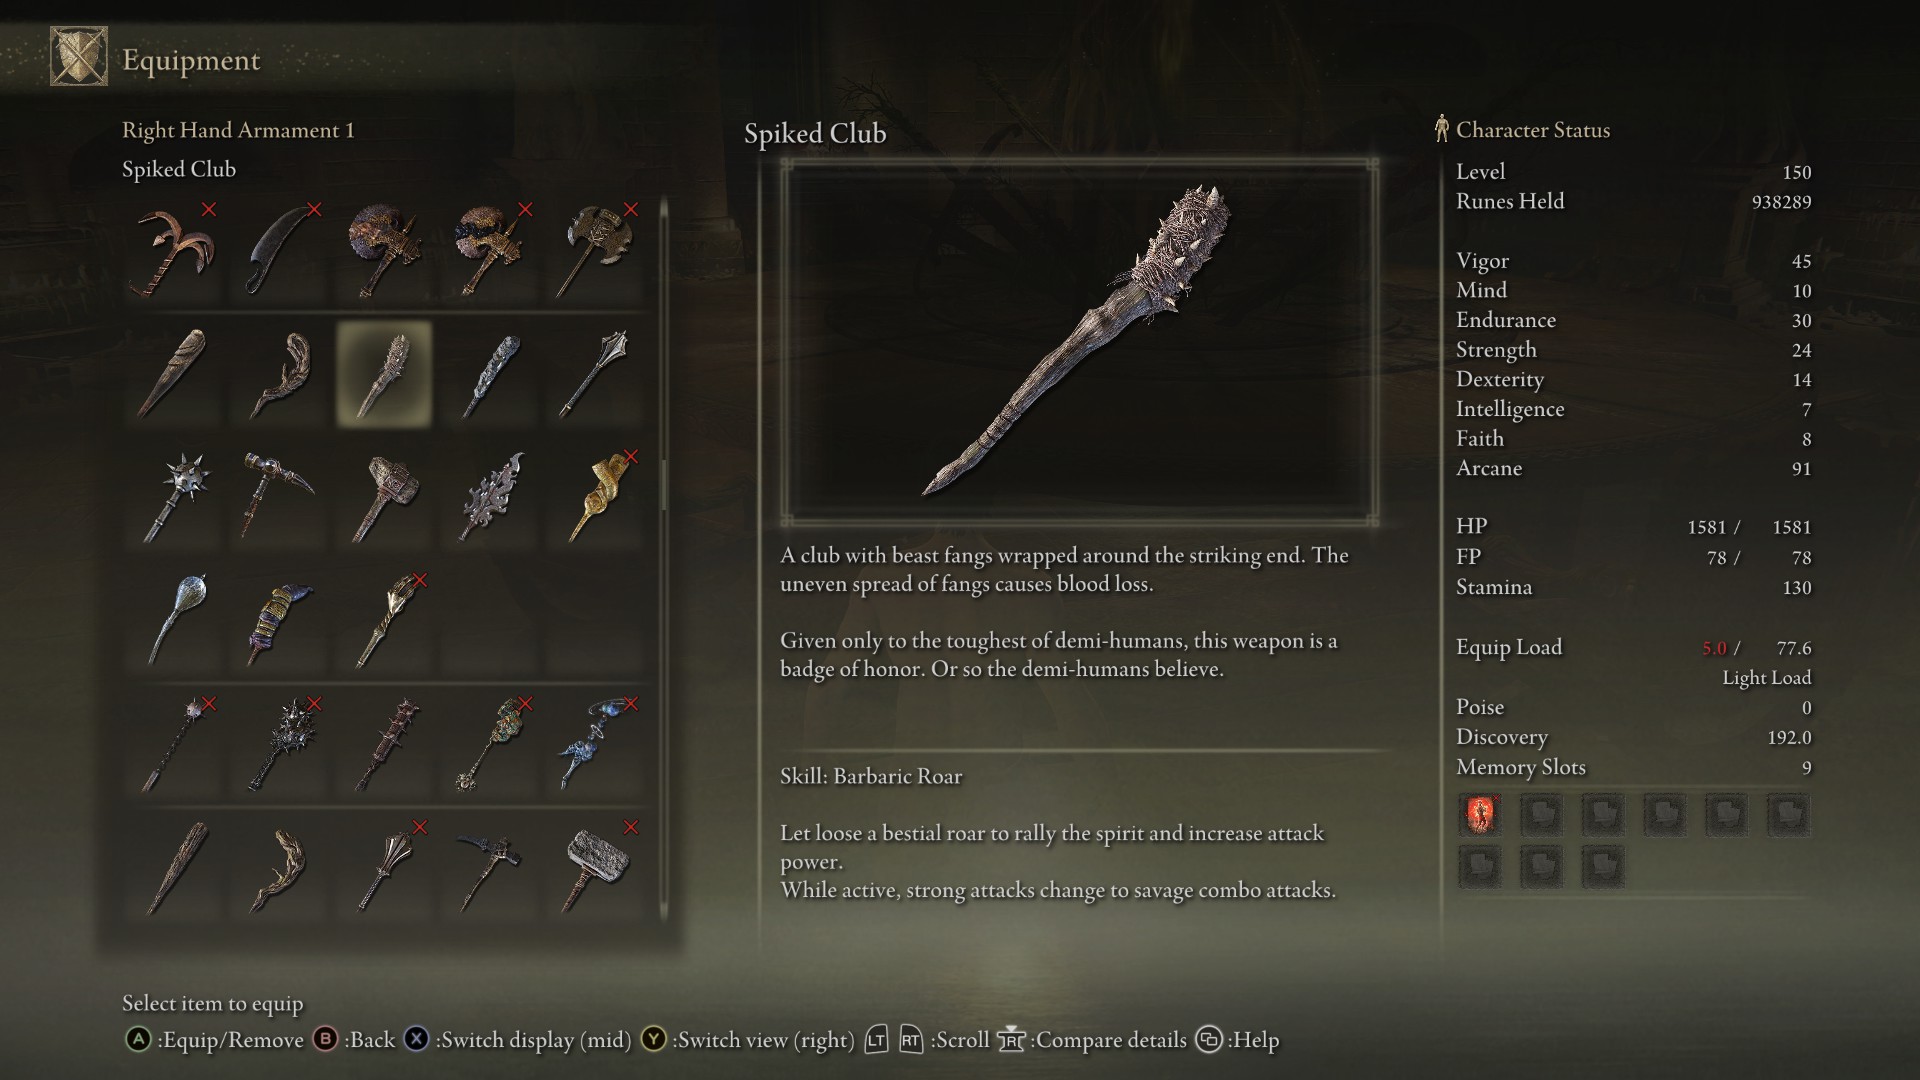 Equipment
Right Hand Armament 1
Spiked Club
Spiked Club
A club with beast fangs wrapped around the striking end. The
uneven spread of fangs causes blood loss.
Given only to the toughest of demi-humans, this weapon is a
badge of honor. Or so the demi-humans believe.
Skill: Barbaric Roar
Let loose a bestial roar to rally the spirit and increase attack
power.
While active, strong attacks change to savage combo attacks.
Character Status
Level 150
Runes Held 938289
Vigor 45
Mind 10
Endurance 30
Strength 24
Dexterity 14
Intelligence 7
Faith 8
Arcane 91
HP 1581 / 1581
FP 78 / 78
Stamina 130
Equip Load 5.0 / 77.6
Light Load
Poise 0
Discovery 192.0
Memory Slots 9
Select item to equip
A :Equip/Remove B :Back X :Switch display (mid) Y :Switch view (right) LT RT :Scroll R :Compare details :Help